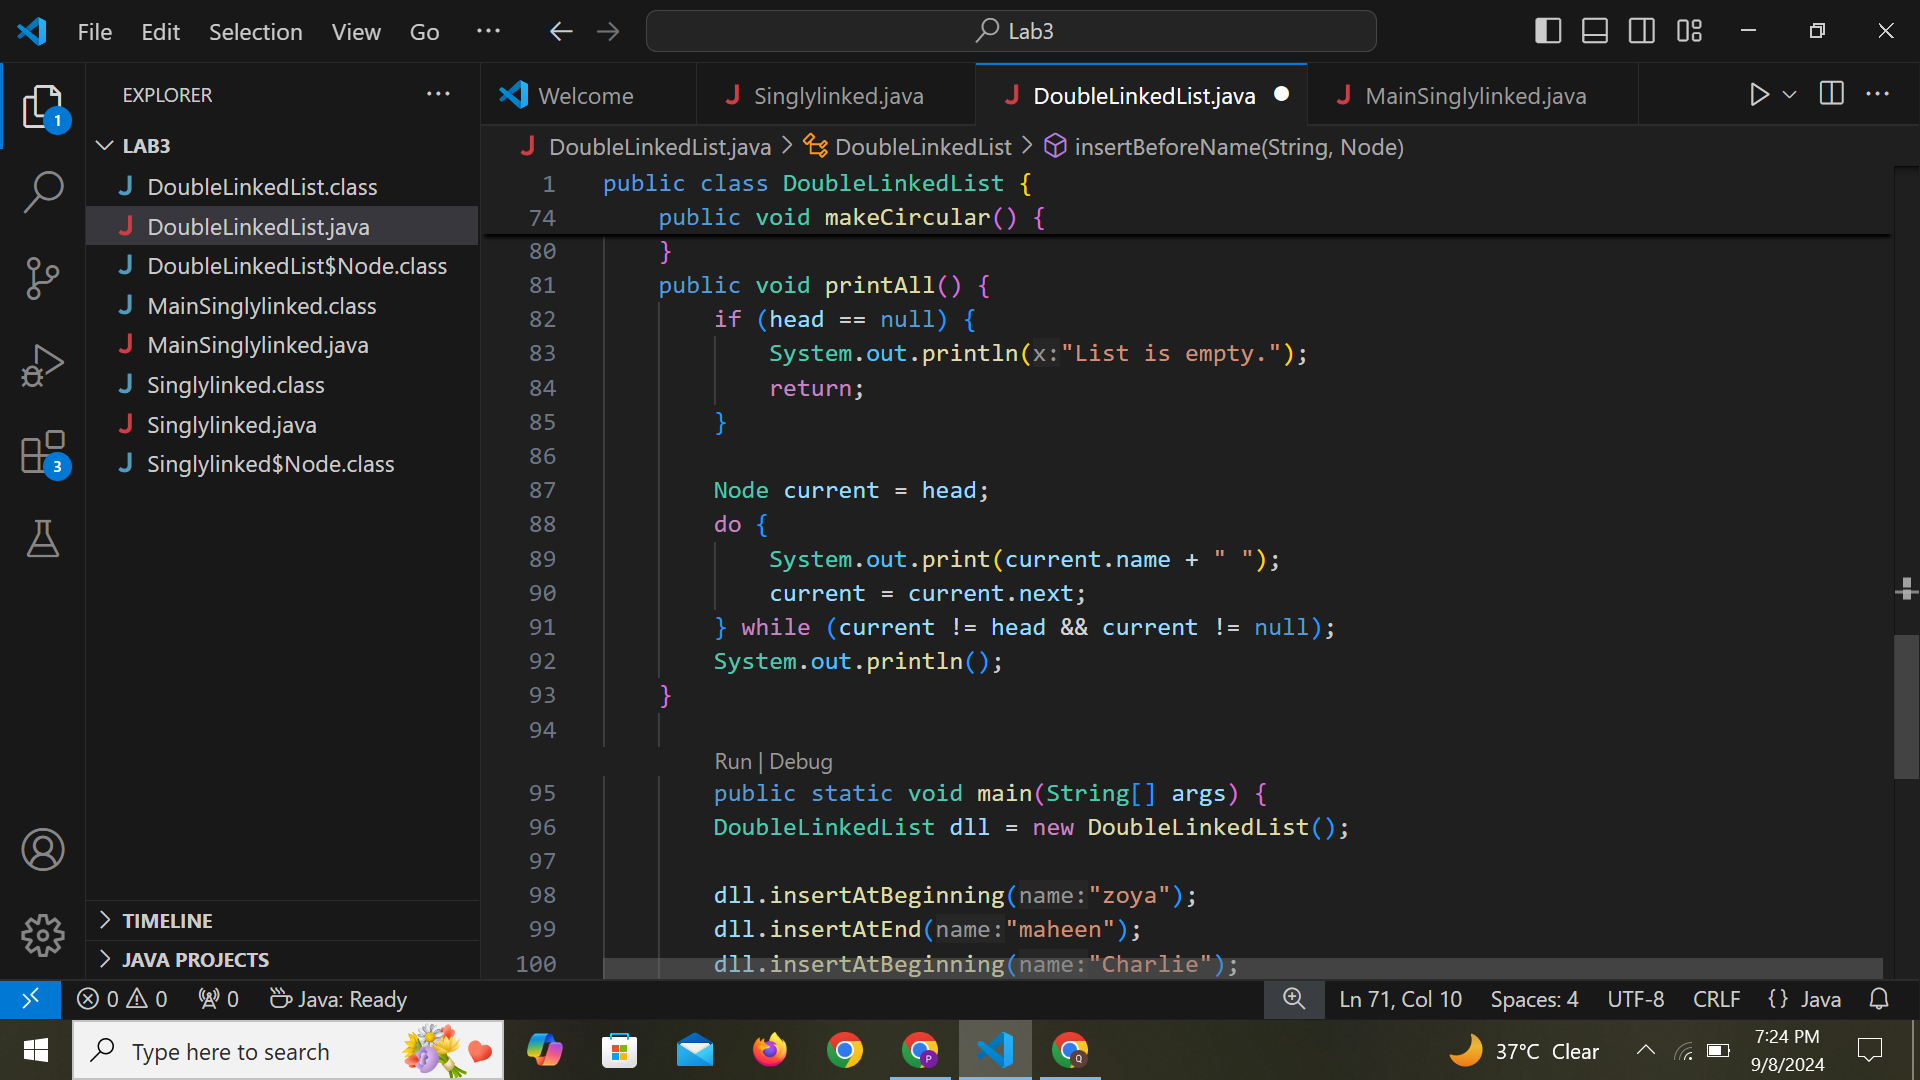 File Edit Selection View Go ··· Lab3
EXPLORER ···
LAB3
DoubleLinkedList.class
DoubleLinkedList.java
DoubleLinkedList$Node.class
MainSinglylinked.class
MainSinglylinked.java
Singlylinked.class
Singlylinked.java
Singlylinked$Node.class
TIMELINE
JAVA PROJECTS
1
3
Welcome Singlylinked.java DoubleLinkedList.java MainSinglylinked.java
DoubleLinkedList.java > DoubleLinkedList > insertBeforeName(String, Node)
1 public class DoubleLinkedList {
74 public void makeCircular() {
80 }
81 public void printAll() {
82 if (head == null) {
83 System.out.println(x:"List is empty.");
84 return;
85 }
86
87 Node current = head;
88 do {
89 System.out.print(current.name + " ");
90 current = current.next;
91 } while (current != head && current != null);
92 System.out.println();
93 }
94
Run | Debug
95 public static void main(String[] args) {
96 DoubleLinkedList dll = new DoubleLinkedList();
97
98 dll.insertAtBeginning(name:"zoya");
99 dll.insertAtEnd(name:"maheen");
100 dll.insertAtBeginning(name:"Charlie");
0 0 0 Java: Ready Ln 71, Col 10 Spaces: 4 UTF-8 CRLF {} Java
Type here to search P Q 37°C Clear 7:24 PM
9/8/2024